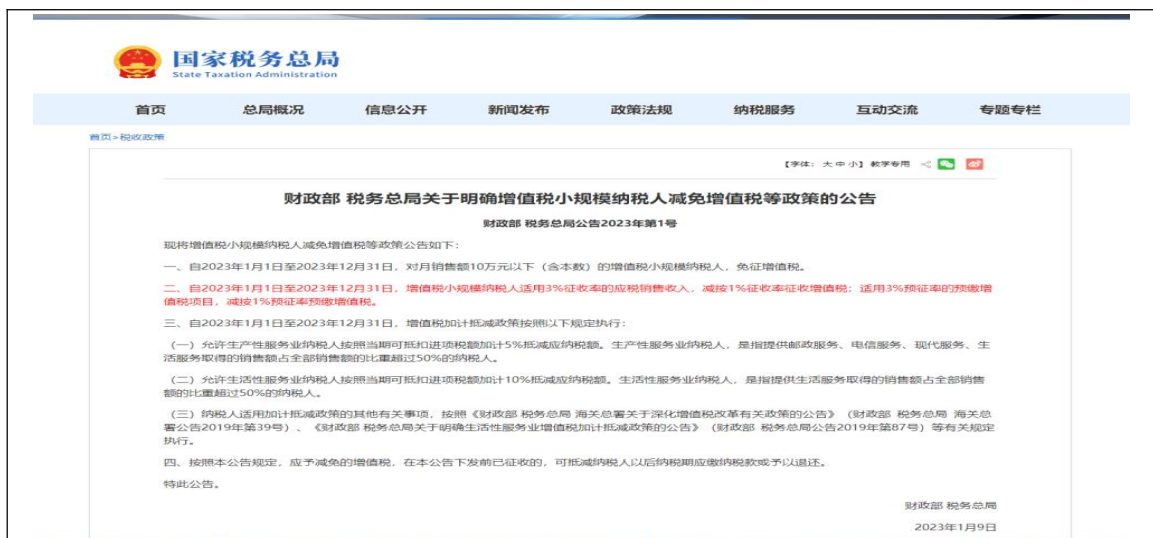 国家税务总局
State Taxation Administration
首页 总局概况 信息公开 新闻发布 政策法规 纳税服务 互动交流 专题专栏
首页>税收政策
【字体：大 中 小】教学专用
财政部 税务总局关于明确增值税小规模纳税人减免增值税等政策的公告
财政部 税务总局公告2023年第1号
现将增值税小规模纳税人减免增值税等政策公告如下：
一、自2023年1月1日至2023年12月31日，对月销售额10万元以下（含本数）的增值税小规模纳税人，免征增值税。
二、自2023年1月1日至2023年12月31日，增值税小规模纳税人适用3%征收率的应税销售收入，减按1%征收率征收增值税；适用3%预征率的预缴增
值税项目，减按1%预征率预缴增值税。
三、自2023年1月1日至2023年12月31日，增值税加计抵减政策按照以下规定执行：
（一）允许生产性服务业纳税人按照当期可抵扣进项税额加计5%抵减应纳税额。生产性服务业纳税人，是指提供邮政服务、电信服务、现代服务、生
活服务取得的销售额占全部销售额的比重超过50%的纳税人。
（二）允许生活性服务业纳税人按照当期可抵扣进项税额加计10%抵减应纳税额。生活性服务业纳税人，是指提供生活服务取得的销售额占全部销售
额的比重超过50%的纳税人。
（三）纳税人适用加计抵减政策的其他有关事项，按照《财政部 税务总局 海关总署关于深化增值税改革有关政策的公告》（财政部 税务总局 海关总
署公告2019年第39号）、《财政部 税务总局关于明确生活性服务业增值税加计抵减政策的公告》（财政部 税务总局公告2019年第87号）等有关规定
执行。
四、按照本公告规定，应予减免的增值税，在本公告下发前已征收的，可抵减纳税人以后纳税期应缴纳税款或予以退还。
特此公告。
财政部 税务总局
2023年1月9日